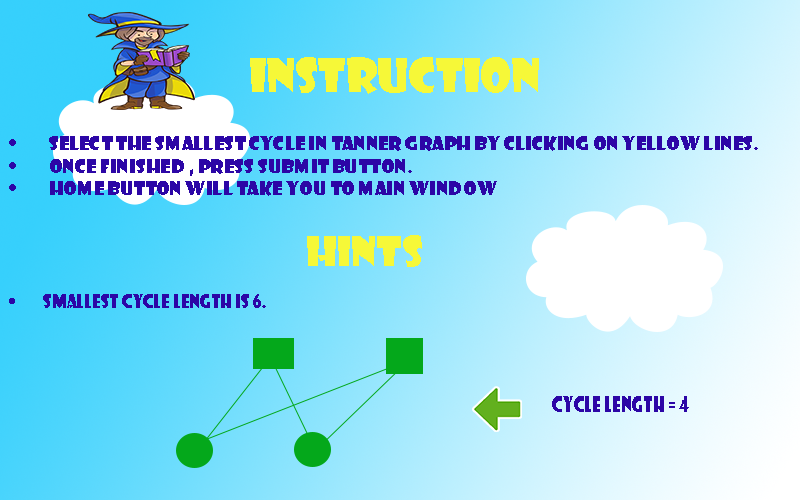 INSTRUCTION
• SELECT THE SMALLEST CYCLE IN TANNER GRAPH BY CLICKING ON YELLOW LINES.
• ONCE FINISHED , PRESS SUBMIT BUTTON.
• HOME BUTTON WILL TAKE YOU TO MAIN WINDOW
HINTS
• SMALLEST CYCLE LENGTH IS 6.
CYCLE LENGTH = 4